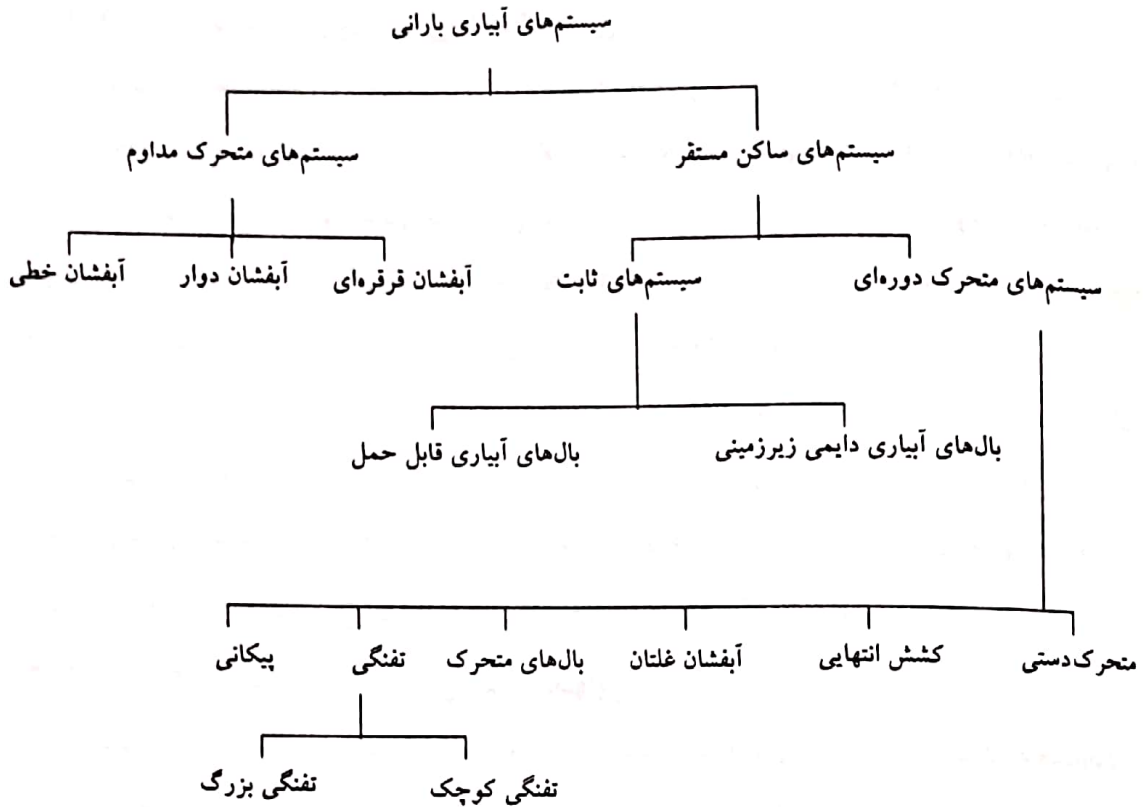 سیستم‌های آبیاری بارانی
سیستم‌های ساکن مستقر
سیستم‌های متحرک مداوم
سیستم‌های متحرک دوره‌ای
سیستم‌های ثابت
آبفشان قرقره‌ای
آبفشان دوار
آبفشان خطی
بال‌های آبیاری دایمی زیرزمینی
بال‌های آبیاری قابل حمل
متحرک دستی
کشش انتهایی
آبفشان غلتان
بال‌های متحرک
تفنگی
پیکانی
تفنگی کوچک
تفنگی بزرگ